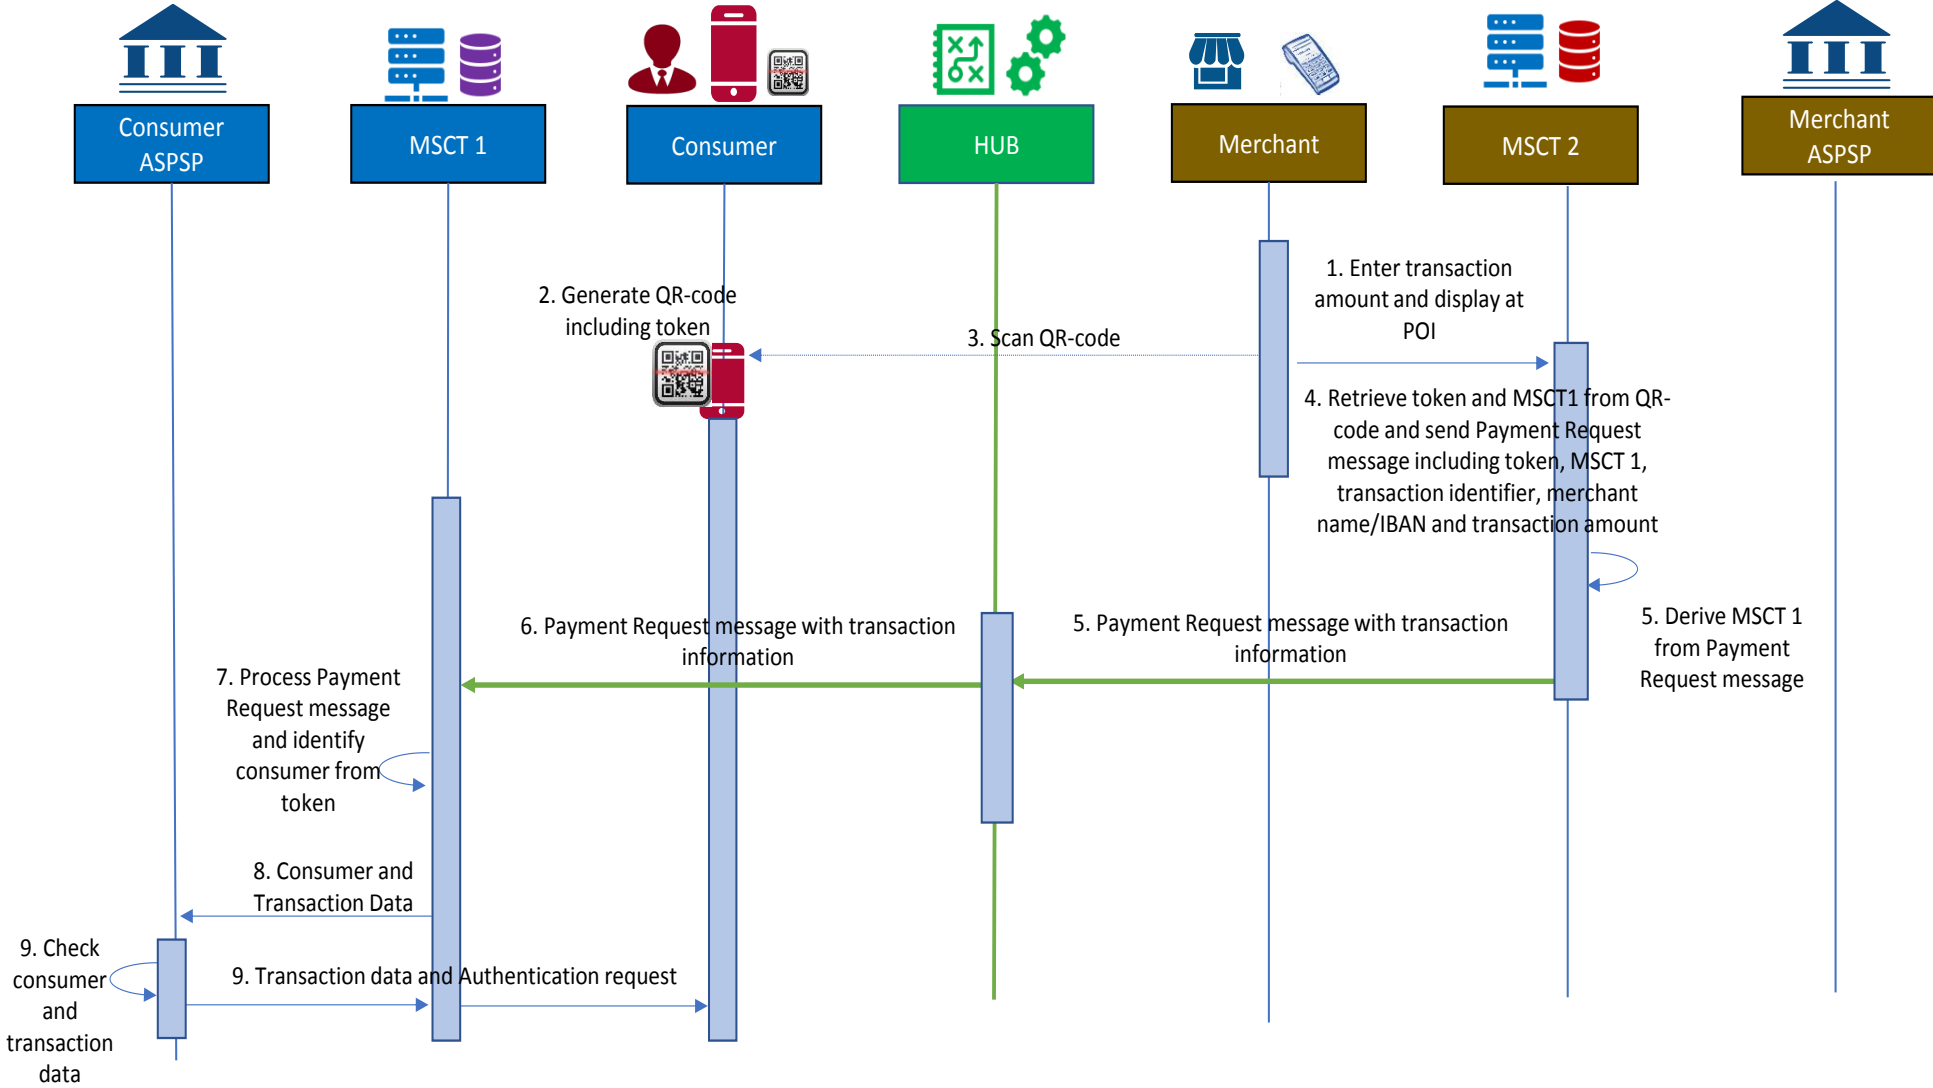 Consumer
ASPSP
MSCT 1
Consumer
HUB
Merchant
MSCT 2
Merchant
ASPSP
1. Enter transaction
amount and display at
POI
2. Generate QR-code
including token
3. Scan QR-code
4. Retrieve token and MSCT1 from QR-
code and send Payment Request
message including token, MSCT 1,
transaction identifier, merchant
name/IBAN and transaction amount
5. Derive MSCT 1
from Payment
Request message
5. Payment Request message with transaction
information
6. Payment Request message with transaction
information
7. Process Payment
Request message
and identify
consumer from
token
8. Consumer and
Transaction Data
9. Check
consumer
and
transaction
data
9. Transaction data and Authentication request